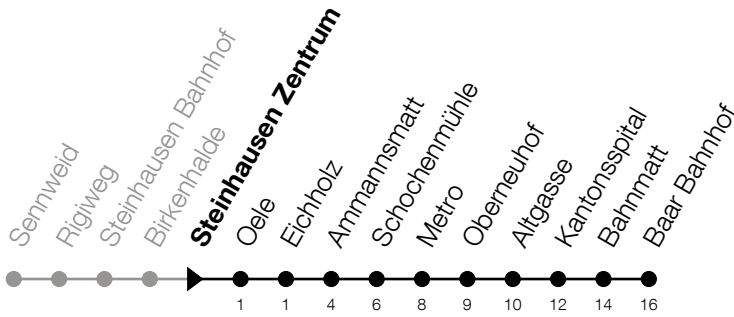 Sennweid
Rigiweg
Steinhausen Bahnhof
Birkenhalde
Steinhausen Zentrum
Oele
Eichholz
Ammannsmatt
Schochenmühle
Metro
Oberneuhof
Altgasse
Kantonsspital
Bahnmatt
Baar Bahnhof
1 1 4 6 8 9 10 12 14 16